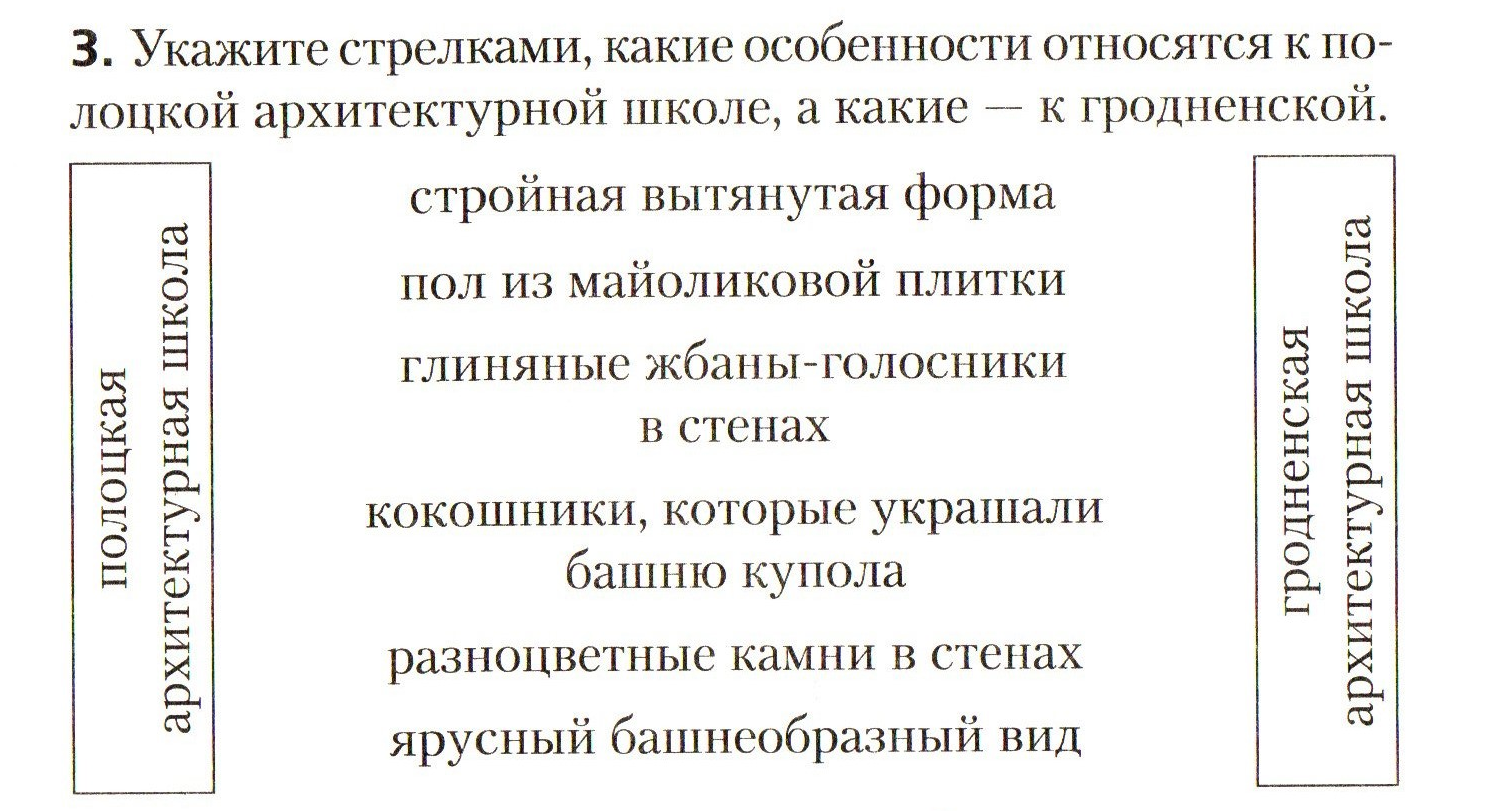 3. Укажите стрелками, какие особенности относятся к по-
лоцкой архитектурной школе, а какие — к гродненской.
полоцкая
архитектурная школа
стройная вытянутая форма
пол из майоликовой плитки
глиняные жбаны-голосники
в стенах
кокошники, которые украшали
башню купола
разноцветные камни в стенах
ярусный башнеобразный вид
гродненская
архитектурная школа